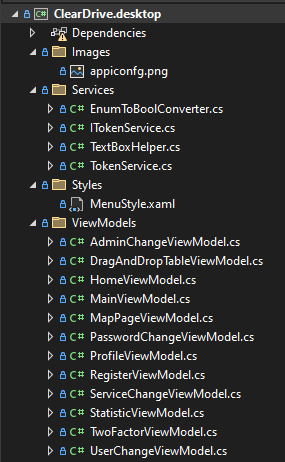 ClearDrive.desktop
Dependencies
Images
appiconfg.png
Services
EnumToBoolConverter.cs
ITokenService.cs
TextBoxHelper.cs
TokenService.cs
Styles
MenuStyle.xaml
ViewModels
AdminChangeViewModel.cs
DragAndDropTableViewModel.cs
HomeViewModel.cs
MainViewModel.cs
MapPageViewModel.cs
PasswordChangeViewModel.cs
ProfileViewModel.cs
RegisterViewModel.cs
ServiceChangeViewModel.cs
StatisticViewModel.cs
TwoFactorViewModel.cs
UserChangeViewModel.cs